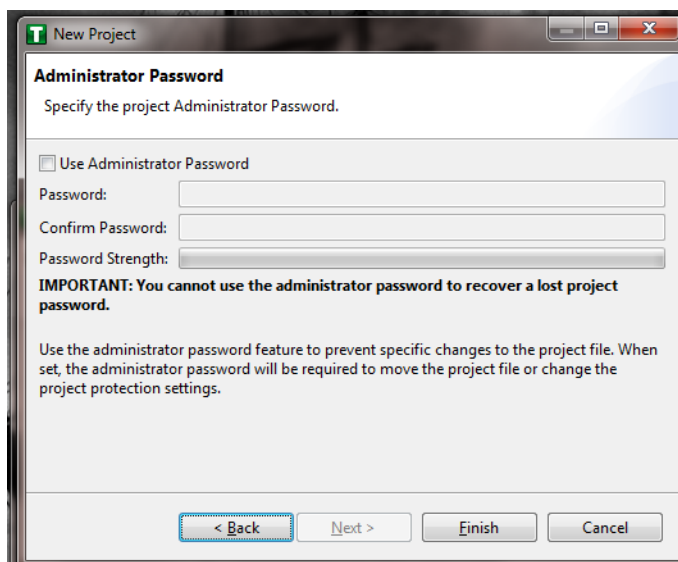 New Project
Administrator Password
Specify the project Administrator Password.
Use Administrator Password
Password:
Confirm Password:
Password Strength:
IMPORTANT: You cannot use the administrator password to recover a lost project
password.
Use the administrator password feature to prevent specific changes to the project file. When
set, the administrator password will be required to move the project file or change the
project protection settings.
< Back Next > Finish Cancel